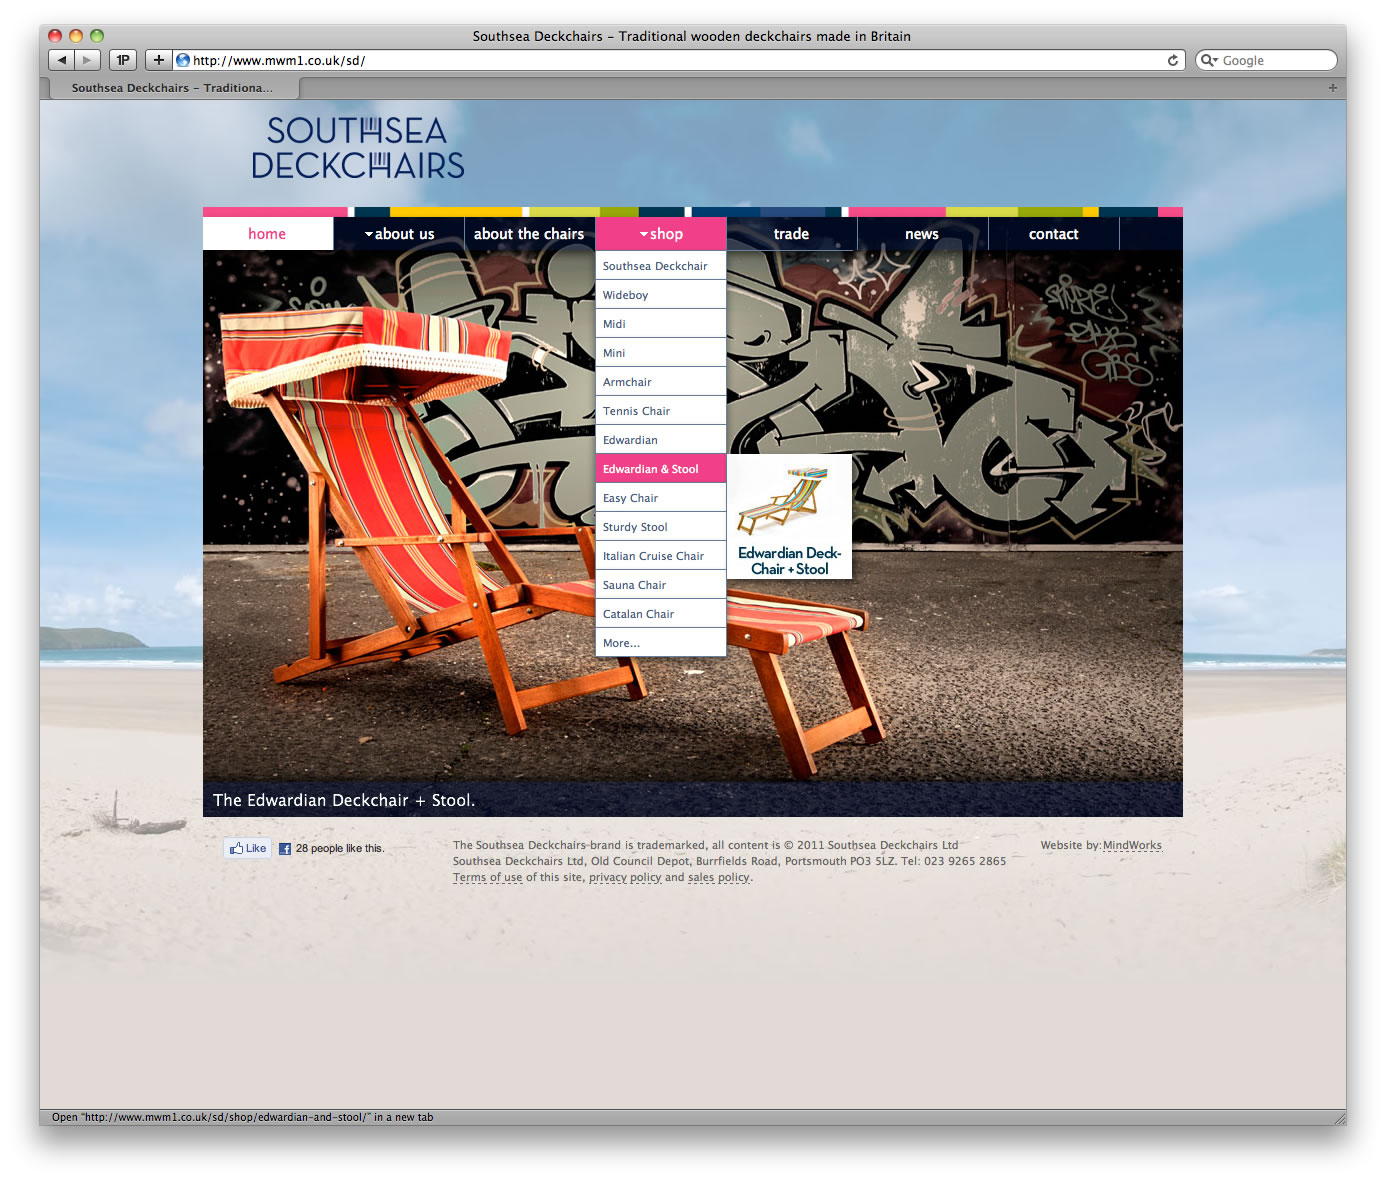 Southsea Deckchairs – Traditional wooden deckchairs made in Britain
1P
+
http://www.mwm1.co.uk/sd/
Google
Southsea Deckchairs – Traditiona...
+
SOUTHSEA
DECKCHAIRS
home
about us
about the chairs
shop
trade
news
contact
Southsea Deckchair
Wideboy
Midi
Mini
Armchair
Tennis Chair
Edwardian
Edwardian & Stool
Easy Chair
Sturdy Stool
Italian Cruise Chair
Sauna Chair
Catalan Chair
More...
Edwardian Deck-
Chair + Stool
The Edwardian Deckchair + Stool.
Like
28 people like this.
The Southsea Deckchairs brand is trademarked, all content is © 2011 Southsea Deckchairs Ltd
Southsea Deckchairs Ltd, Old Council Depot, Burrfields Road, Portsmouth PO3 5LZ. Tel: 023 9265 2865
Terms of use of this site, privacy policy and sales policy.
Website by: MindWorks
Open "http://www.mwm1.co.uk/sd/shop/edwardian-and-stool/" in a new tab